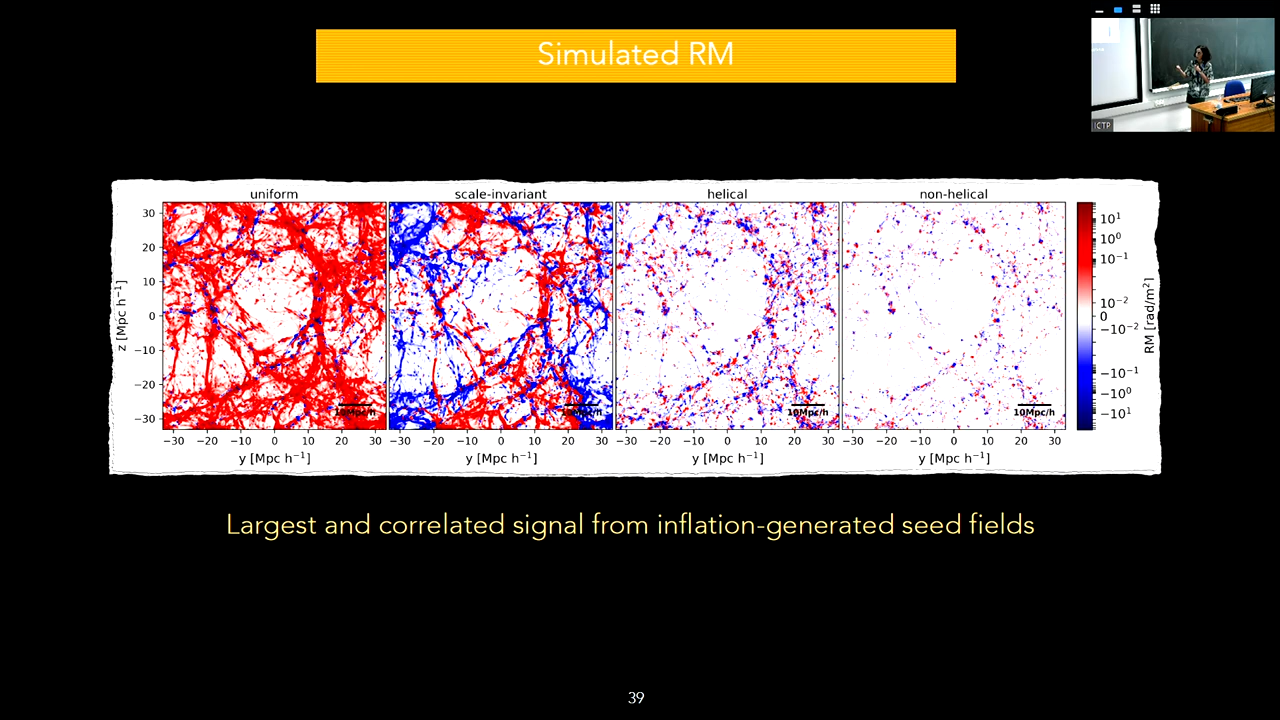 Simulated RM
ICTP
uniform
scale-invariant
helical
non-helical
z [Mpc h⁻¹]
30
20
10
0
−10
−20
−30
10Mpc/h
10Mpc/h
10Mpc/h
10Mpc/h
−30 −20 −10 0 10 20 30
−30 −20 −10 0 10 20 30
−30 −20 −10 0 10 20 30
−30 −20 −10 0 10 20 30
y [Mpc h⁻¹]
y [Mpc h⁻¹]
y [Mpc h⁻¹]
y [Mpc h⁻¹]
10¹
10⁰
10⁻¹
10⁻²
0
−10⁻²
−10⁻¹
−10⁰
−10¹
RM [rad/m²]
Largest and correlated signal from inflation-generated seed fields
39